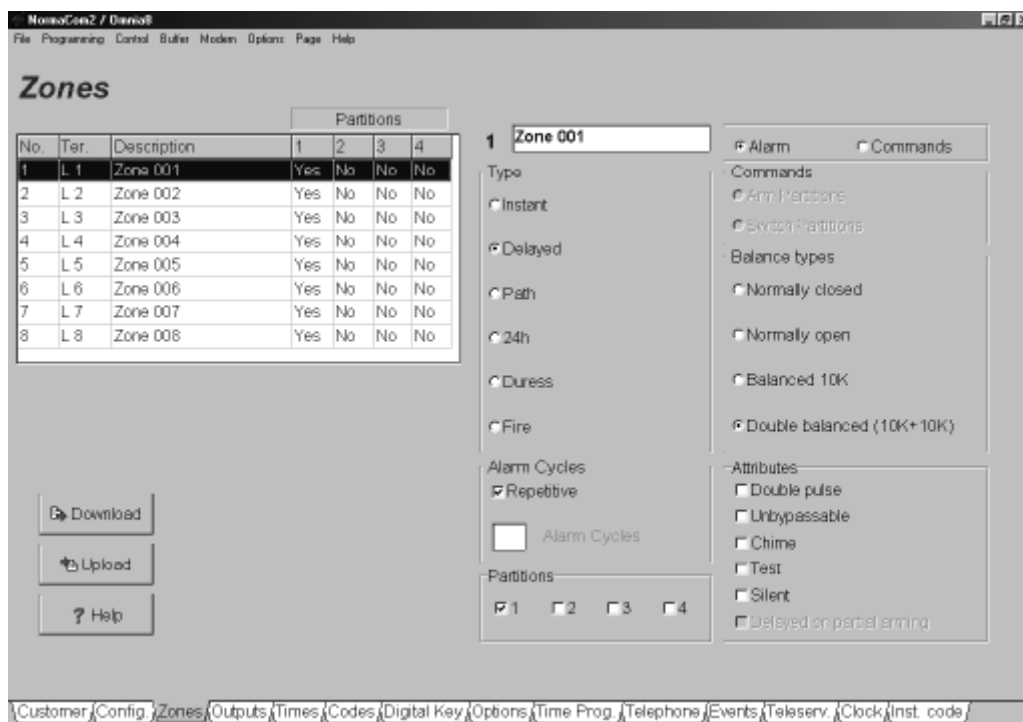 NormaCom2 / Omnia8
File Programming Control Buffer Modem Options Page Help
Zones
Partitions
No. Ter. Description 1 2 3 4
1 L 1 Zone 001 Yes No No No
2 L 2 Zone 002 Yes No No No
3 L 3 Zone 003 Yes No No No
4 L 4 Zone 004 Yes No No No
5 L 5 Zone 005 Yes No No No
6 L 6 Zone 006 Yes No No No
7 L 7 Zone 007 Yes No No No
8 L 8 Zone 008 Yes No No No
Download
Upload
? Help
1 Zone 001
Type
Instant
Delayed
Path
24h
Duress
Fire
Alarm Cycles
Repetitive
Alarm Cycles
Partitions
1 2 3 4
Alarm Commands
Commands
Arm Partitions
Switch Partitions
Balance types
Normally closed
Normally open
Balanced 10K
Double balanced (10K+10K)
Attributes
Double pulse
Unbypassable
Chime
Test
Silent
Delayed on partial arming
Customer Config. Zones Outputs Times Codes Digital Key Options Time Prog. Telephone Events Teleserv. Clock Inst. code